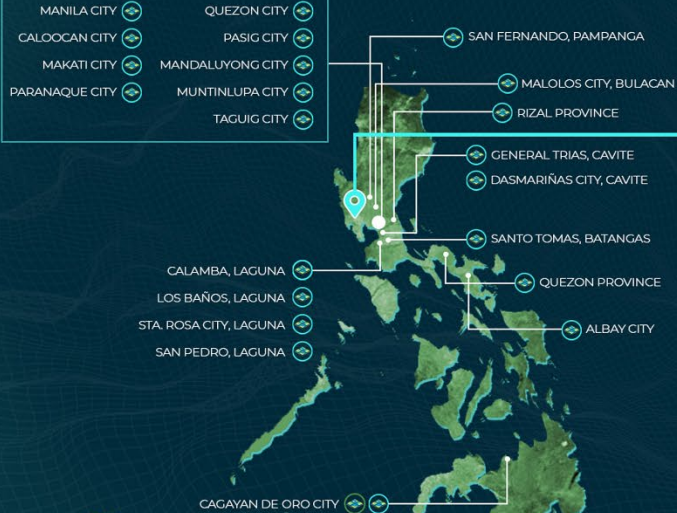 MANILA CITY
CALOOCAN CITY
MAKATI CITY
PARANAQUE CITY
QUEZON CITY
PASIG CITY
MANDALUYONG CITY
MUNTINLUPA CITY
TAGUIG CITY
SAN FERNANDO, PAMPANGA
MALOLOS CITY, BULACAN
RIZAL PROVINCE
GENERAL TRIAS, CAVITE
DASMARIÑAS CITY, CAVITE
SANTO TOMAS, BATANGAS
QUEZON PROVINCE
ALBAY CITY
CALAMBA, LAGUNA
LOS BAÑOS, LAGUNA
STA. ROSA CITY, LAGUNA
SAN PEDRO, LAGUNA
CAGAYAN DE ORO CITY